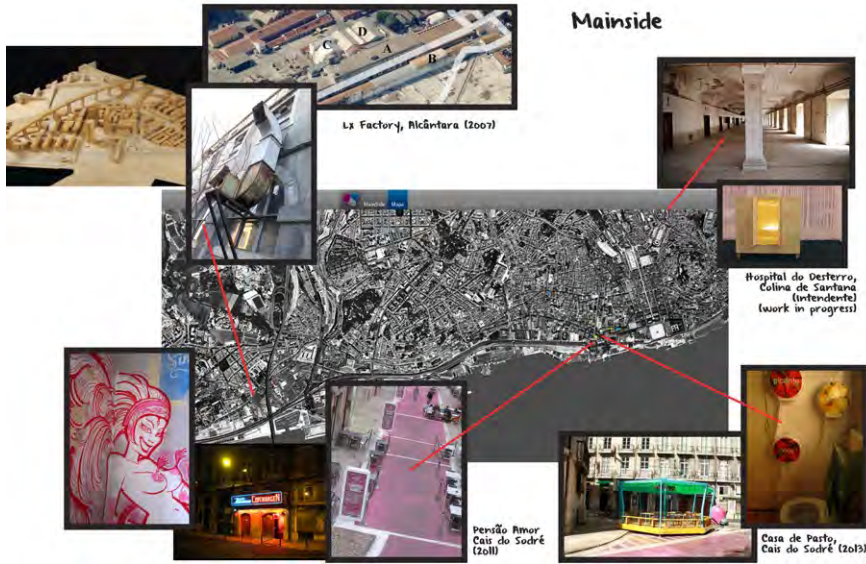 Mainside
C
D
A
B
Lx Factory, Alcântara (2007)
Hospital do Desterro,
Colina de Santana
(Intendente)
(work in progress)
COPENHAGEN
Pensão Amor
Cais do Sodré
(2011)
Casa de Pasto,
Cais do Sodré (2013)